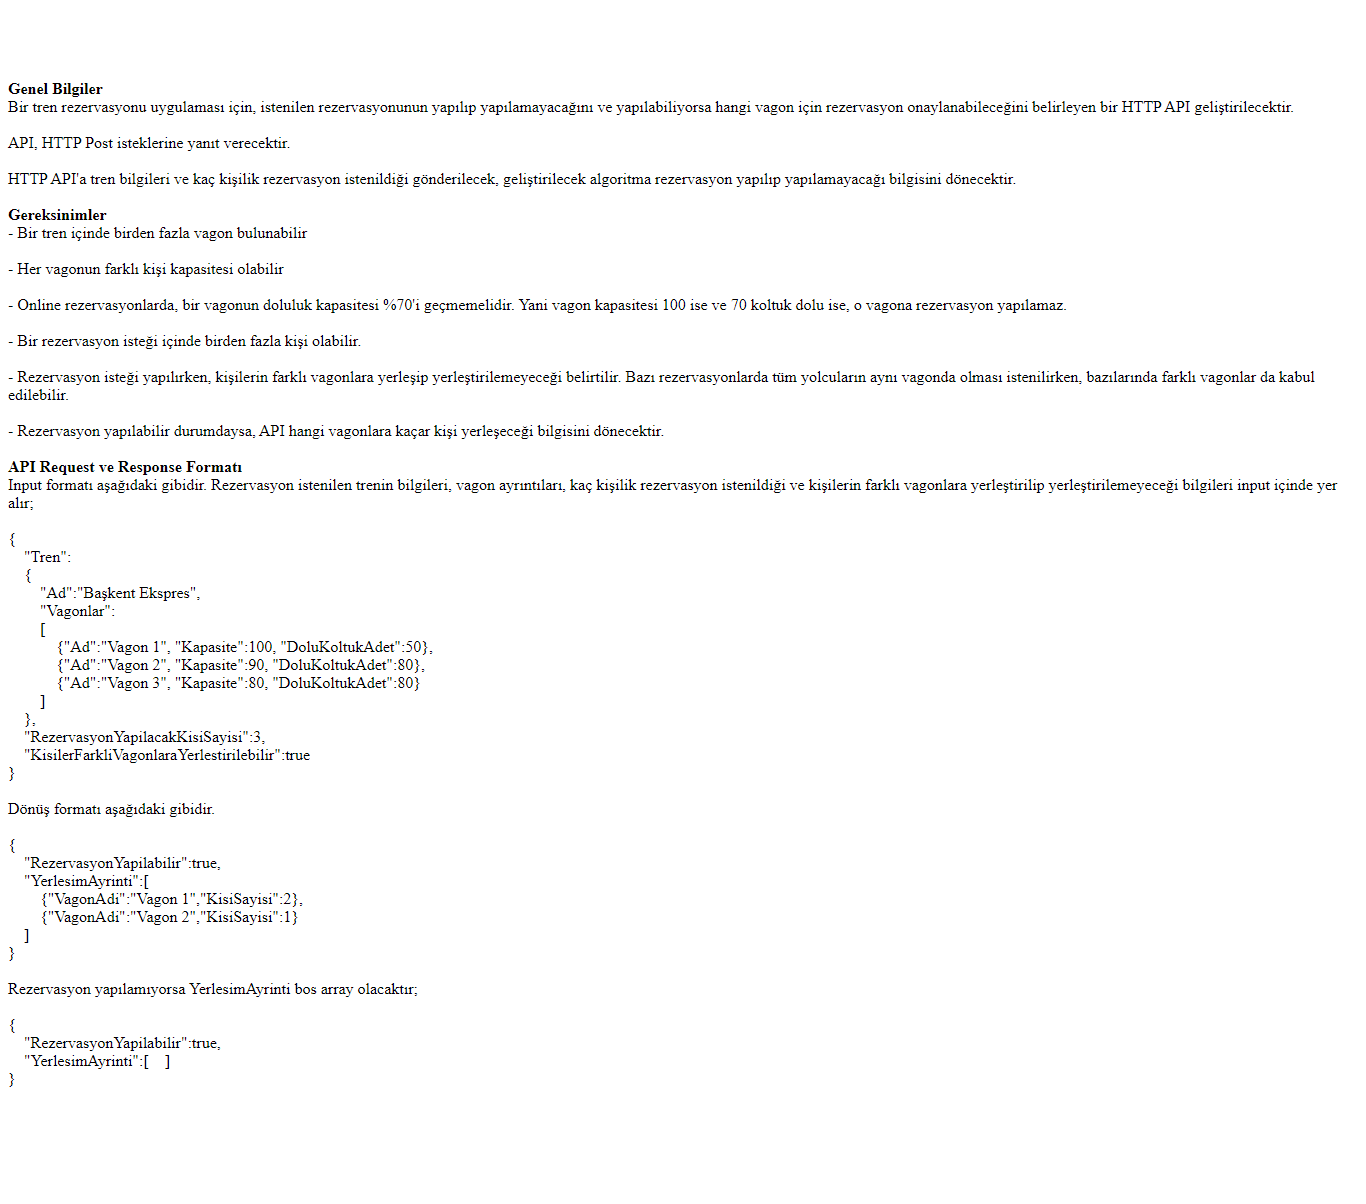 Genel Bilgiler
Bir tren rezervasyonu uygulaması için, istenilen rezervasyonunun yapılıp yapılamayacağını ve yapılabiliyorsa hangi vagon için rezervasyon onaylanabileceğini belirleyen bir HTTP API geliştirilecektir.
API, HTTP Post isteklerine yanıt verecektir.
HTTP API'a tren bilgileri ve kaç kişilik rezervasyon istenildiği gönderilecek, geliştirilecek algoritma rezervasyon yapılıp yapılamayacağı bilgisini dönecektir.
Gereksinimler
- Bir tren içinde birden fazla vagon bulunabilir
- Her vagonun farklı kişi kapasitesi olabilir
- Online rezervasyonlarda, bir vagonun doluluk kapasitesi %70'i geçmemelidir. Yani vagon kapasitesi 100 ise ve 70 koltuk dolu ise, o vagona rezervasyon yapılamaz.
- Bir rezervasyon isteği içinde birden fazla kişi olabilir.
- Rezervasyon isteği yapılırken, kişilerin farklı vagonlara yerleşip yerleştirilemeyeceği belirtilir. Bazı rezervasyonlarda tüm yolcuların aynı vagonda olması istenilirken, bazılarında farklı vagonlar da kabul
edilebilir.
- Rezervasyon yapılabilir durumdaysa, API hangi vagonlara kaçar kişi yerleşeceği bilgisini dönecektir.
API Request ve Response Formatı
Input formatı aşağıdaki gibidir. Rezervasyon istenilen trenin bilgileri, vagon ayrıntıları, kaç kişilik rezervasyon istenildiği ve kişilerin farklı vagonlara yerleştirilip yerleştirilemeyeceği bilgileri input içinde yer
alır;
{
"Tren":
{
"Ad":"Başkent Ekspres",
"Vagonlar":
[
{"Ad":"Vagon 1", "Kapasite":100, "DoluKoltukAdet":50},
{"Ad":"Vagon 2", "Kapasite":90, "DoluKoltukAdet":80},
{"Ad":"Vagon 3", "Kapasite":80, "DoluKoltukAdet":80}
]
},
"RezervasyonYapilacakKisiSayisi":3,
"KisilerFarkliVagonlaraYerlestirilebilir":true
}
Dönüş formatı aşağıdaki gibidir.
{
"RezervasyonYapilabilir":true,
"YerlesimAyrinti":[
{"VagonAdi":"Vagon 1","KisiSayisi":2},
{"VagonAdi":"Vagon 2","KisiSayisi":1}
]
}
Rezervasyon yapılamıyorsa YerlesimAyrinti bos array olacaktır;
{
"RezervasyonYapilabilir":true,
"YerlesimAyrinti":[ ]
}